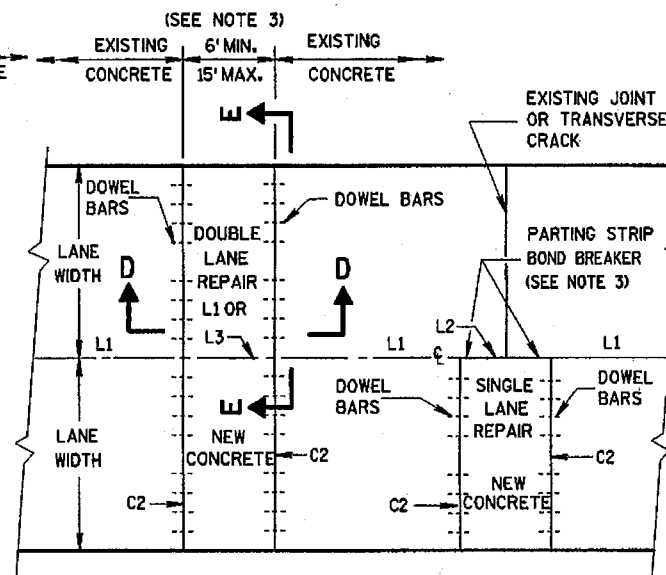 (SEE NOTE 3)
EXISTING
6' MIN.
EXISTING
CONCRETE
15' MAX.
CONCRETE
E
E
EXISTING JOINT
OR TRANSVERSE
CRACK
DOWEL
BARS
DOWEL BARS
LANE
WIDTH
DOUBLE
LANE
REPAIR
L1 OR
L3
D
D
PARTING STRIP
BOND BREAKER
(SEE NOTE 3)
L1
L1
℄
L2
L1
E
LANE
WIDTH
NEW
CONCRETE
C2
C2
DOWEL
BARS
SINGLE
LANE
REPAIR
DOWEL
BARS
C2
NEW
CONCRETE
C2